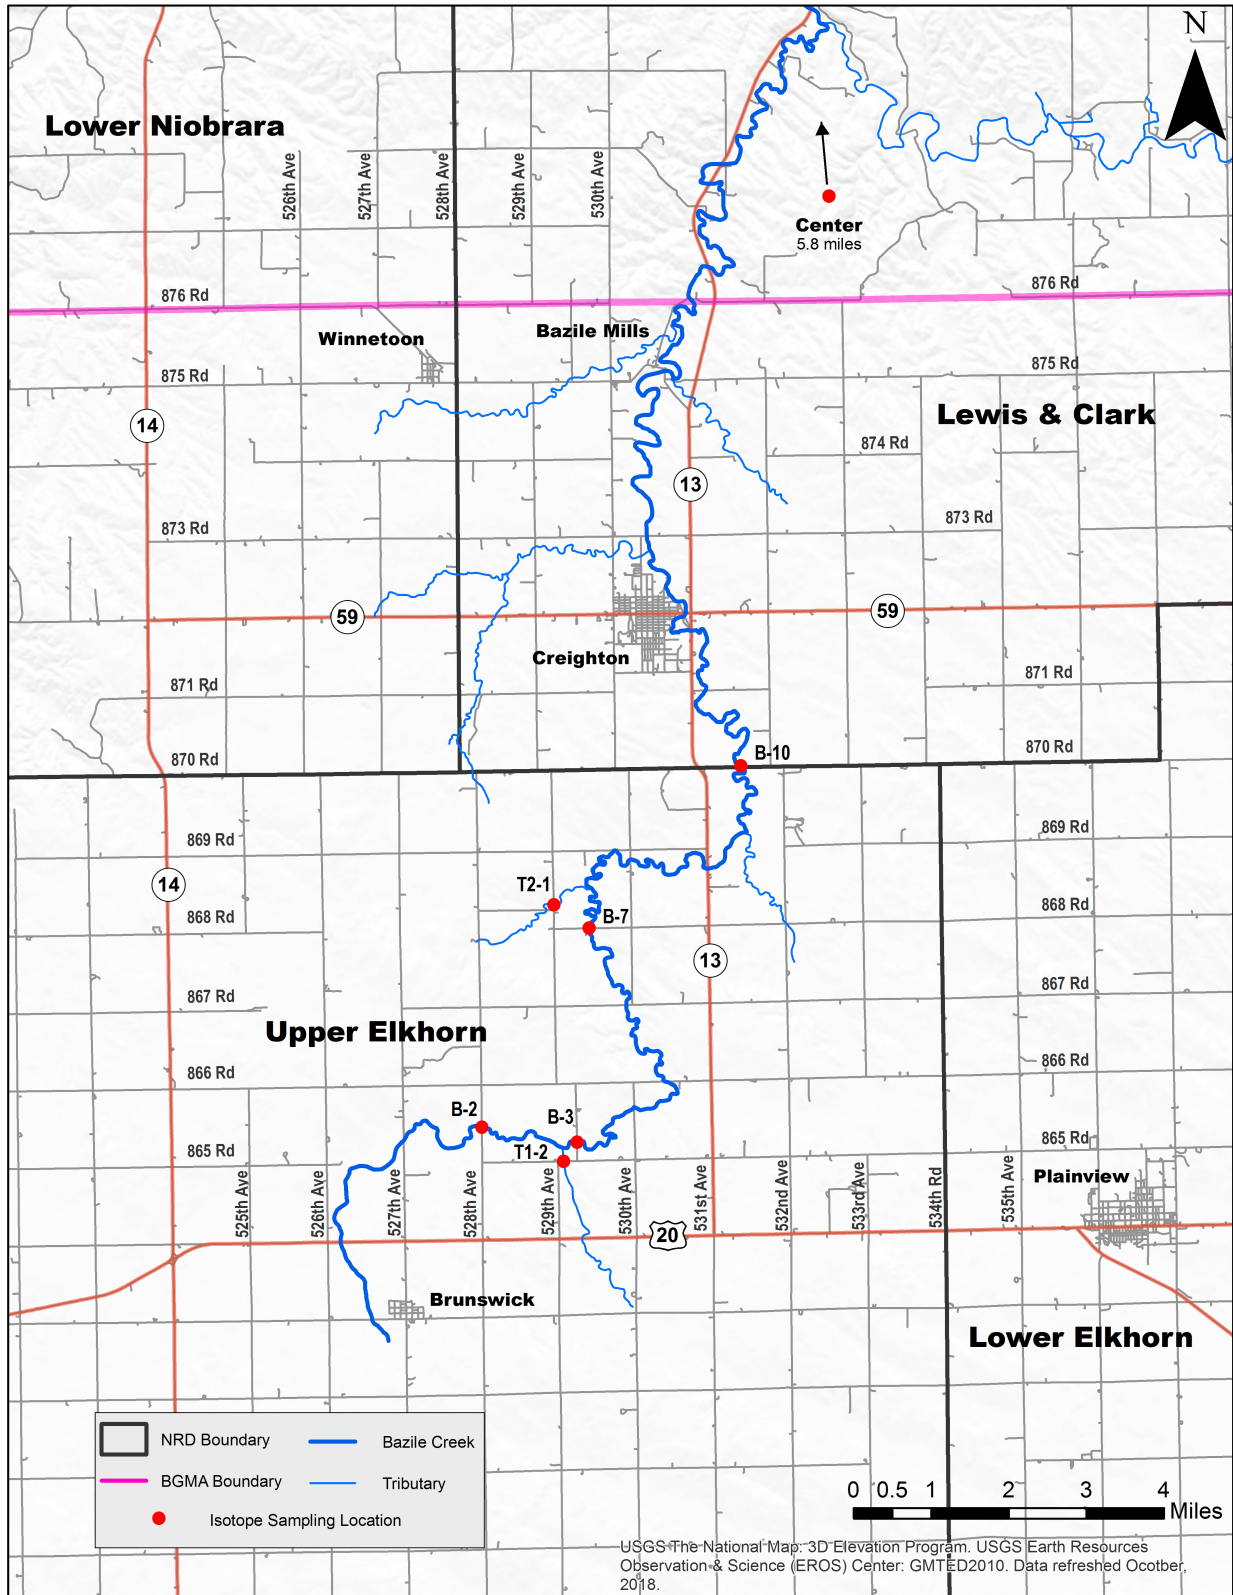 N
Lower Niobrara
526th Ave
527th Ave
528th Ave
529th Ave
530th Ave
Center
5.8 miles
876 Rd
876 Rd
Winnetoon
Bazile Mills
875 Rd
875 Rd
14
Lewis & Clark
874 Rd
13
873 Rd
873 Rd
59
59
Creighton
871 Rd
871 Rd
870 Rd
B-10
870 Rd
869 Rd
869 Rd
14
T2-1
868 Rd
B-7
868 Rd
13
867 Rd
867 Rd
Upper Elkhorn
866 Rd
866 Rd
B-2
B-3
865 Rd
T1-2
865 Rd
Plainview
525th Ave
526th Ave
527th Ave
528th Ave
529th Ave
530th Ave
531st Ave
532nd Ave
533rd Ave
534th Rd
535th Ave
20
Brunswick
Lower Elkhorn
NRD Boundary
Bazile Creek
BGMA Boundary
Tributary
Isotope Sampling Location
0 0.5 1 2 3 4
Miles
USGS The National Map: 3D Elevation Program. USGS Earth Resources
Observation & Science (EROS) Center: GMTED2010. Data refreshed Ocotber,
2018.